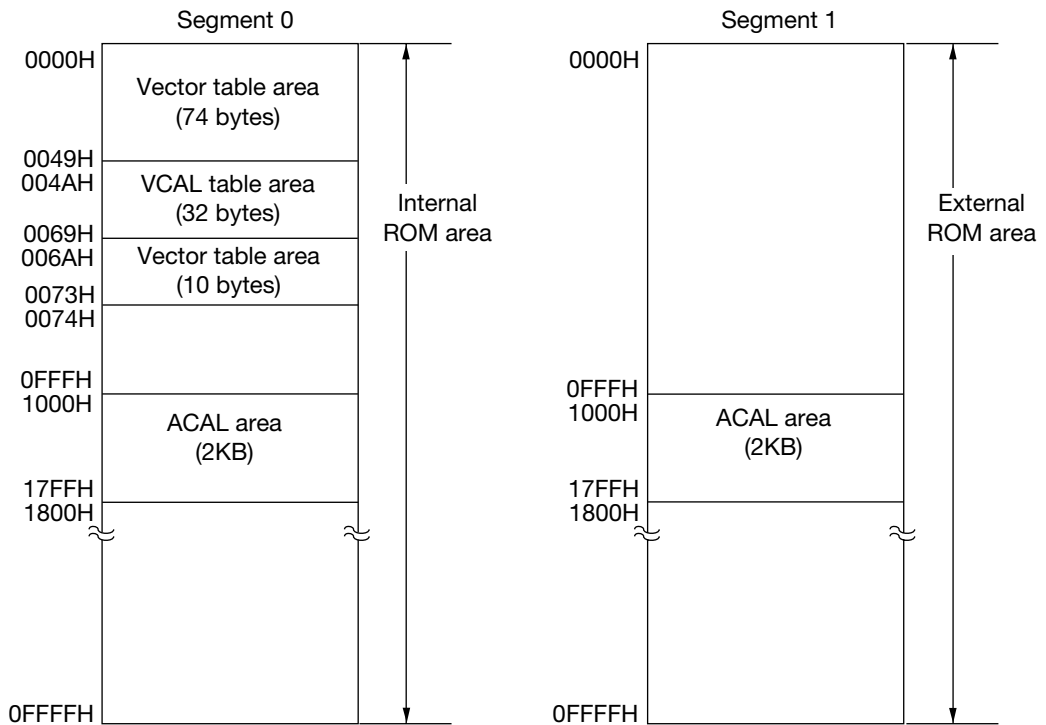 Segment 0
0000H
Vector table area
(74 bytes)
0049H
004AH
VCAL table area
(32 bytes)
0069H
006AH
Vector table area
(10 bytes)
0073H
0074H
0FFFH
1000H
ACAL area
(2KB)
17FFH
1800H
0FFFFH
Internal
ROM area
Segment 1
0000H
0FFFH
1000H
ACAL area
(2KB)
17FFH
1800H
0FFFFH
External
ROM area